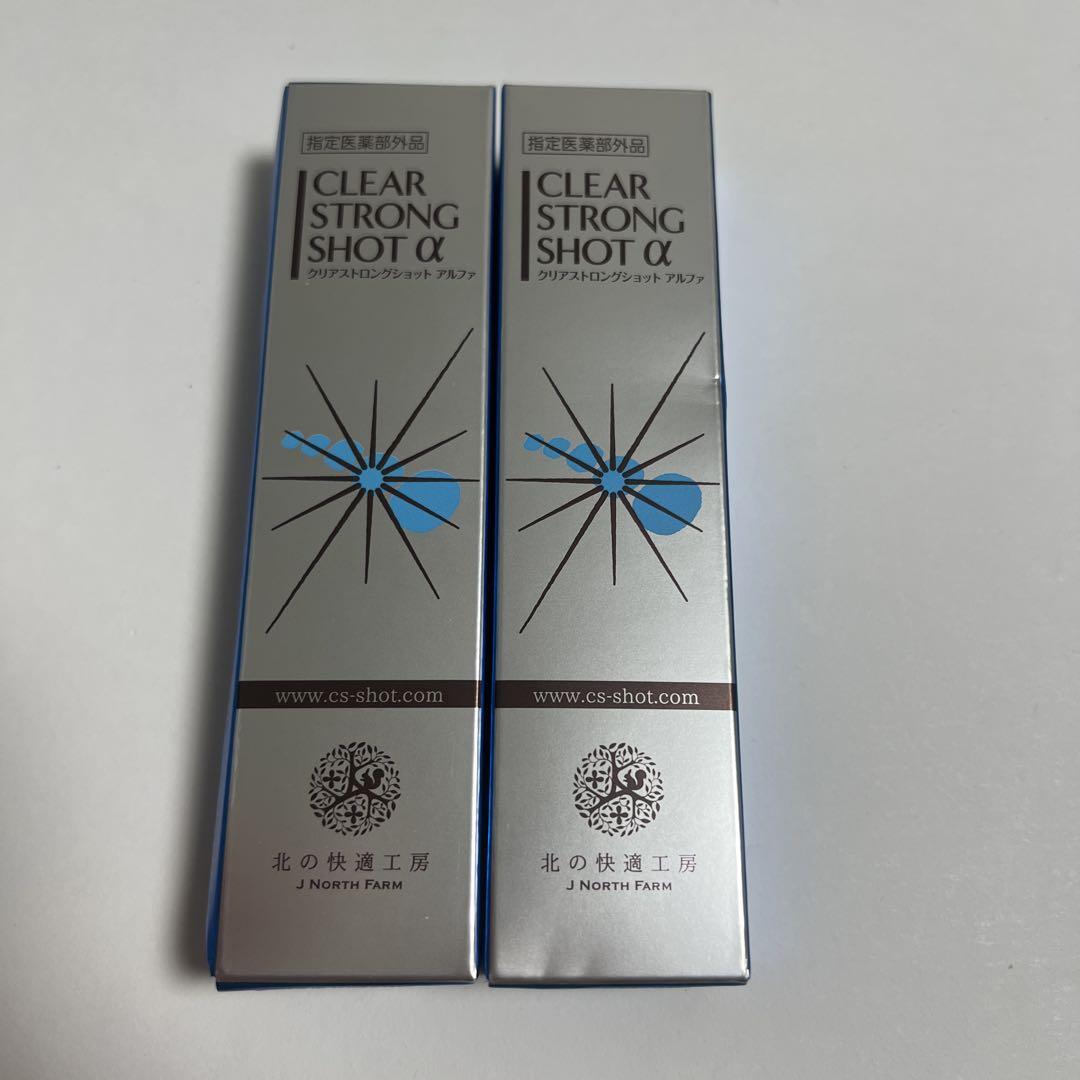 指定医薬部外品
CLEAR
STRONG
SHOT α
クリアストロングショット アルファ
www.cs-shot.com
北の快適工房
J NORTH FARM
指定医薬部外品
CLEAR
STRONG
SHOT α
クリアストロングショット アルファ
www.cs-shot.com
北の快適工房
J NORTH FARM